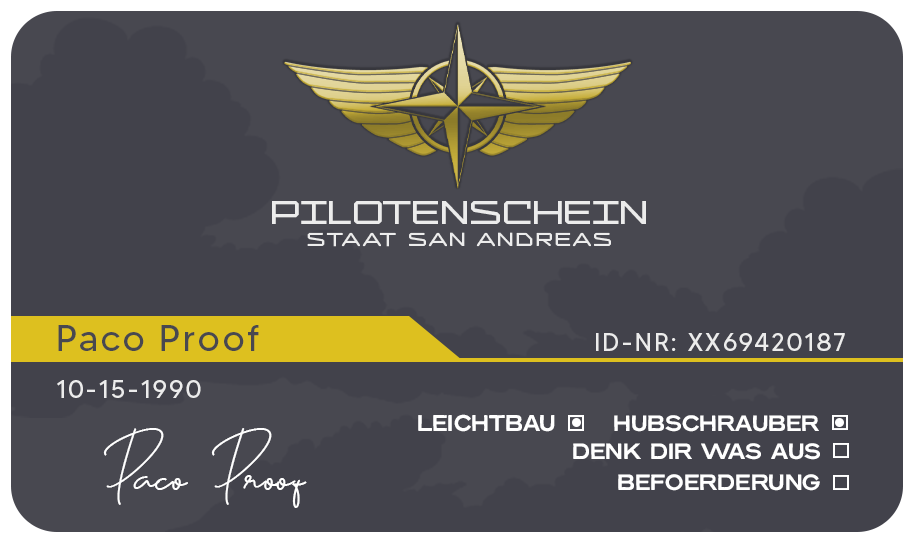 PILOTENSCHEIN
STAAT SAN ANDREAS
Paco Proof
ID-NR: XX69420187
10-15-1990
LEICHTBAU HUBSCHRAUBER
DENK DIR WAS AUS
BEFOERDERUNG
Paco Proof